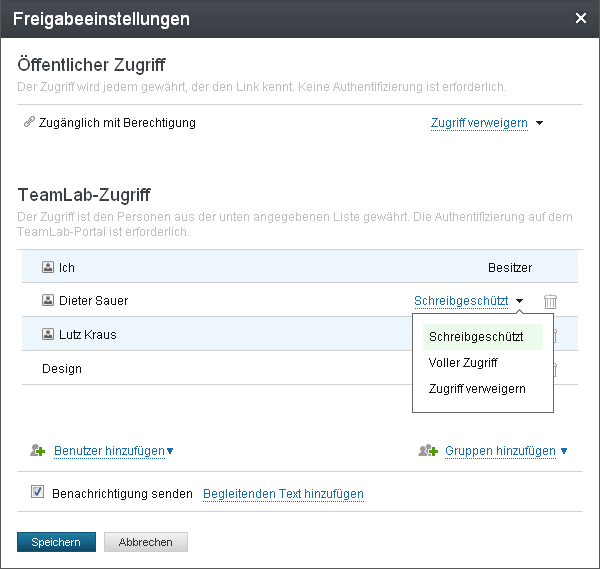 Freigabeeinstellungen
Öffentlicher Zugriff
Der Zugriff wird jedem gewährt, der den Link kennt. Keine Authentifizierung ist erforderlich.
Zugänglich mit Berechtigung Zugriff verweigern
TeamLab-Zugriff
Der Zugriff ist den Personen aus der unten angegebenen Liste gewährt. Die Authentifizierung auf dem
TeamLab-Portal ist erforderlich.
Ich Besitzer
Dieter Sauer Schreibgeschützt
Lutz Kraus
Design
Schreibgeschützt
Voller Zugriff
Zugriff verweigern
Benutzer hinzufügen Gruppen hinzufügen
Benachrichtigung senden Begleitenden Text hinzufügen
Speichern Abbrechen